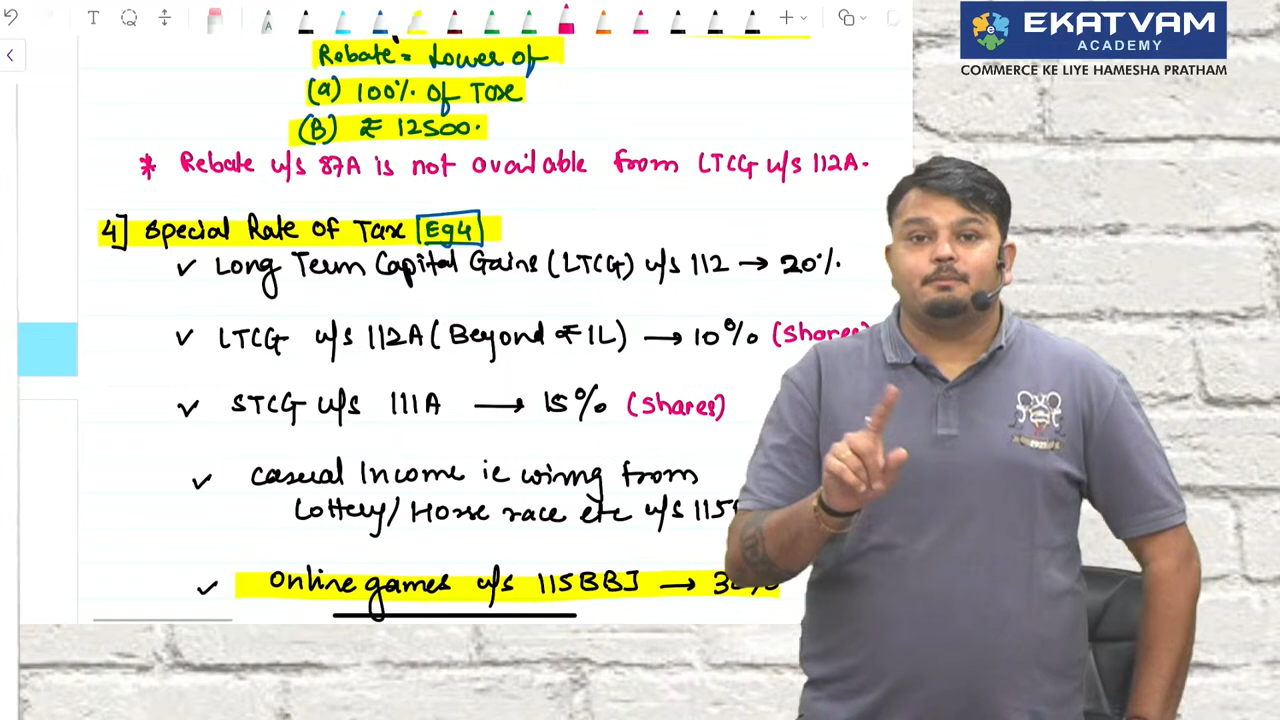 EKATVAM
ACADEMY
COMMERCE KE LIYE HAMESHA PRATHAM
Rebate = Lower of
(a) 100% of Tax
(B) ₹ 12500.
* Rebate u/s 87A is not available from LTCG u/s 112A.
4] Special Rate of Tax Eg4
✓ Long Term Capital Gains (LTCG) u/s 112 → 20%.
✓ LTCG u/s 112A (Beyond ₹ 1L) → 10% (shares)
✓ STCG u/s 111A → 15% (shares)
✓ Casual Income ie wining from
Lottery/ Horse race etc u/s 115
✓ Online games u/s 115BBJ → 30%